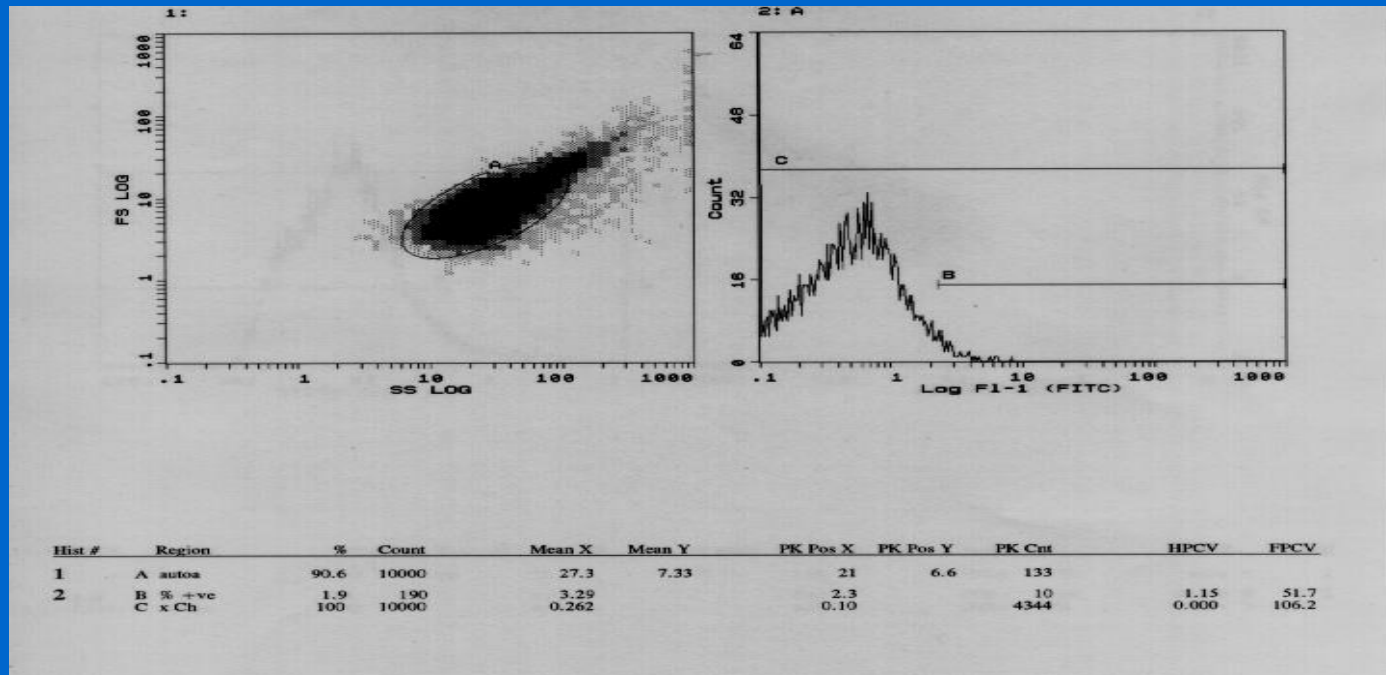 1:
1000
100
10
1
.1
FS LOG
A
.1 1 10 100 1000
SS LOG
2: A
64
48
32
16
0
Count
C
B
.1 1 10 100 1000
Log Fl-1 (FITC)
Hist # Region % Count Mean X Mean Y PK Pos X PK Pos Y PK Cnt HPCV FPCV
1 A autoa 90.6 10000 27.3 7.33 21 6.6 133
2 B % +ve 1.9 190 3.29 2.3 10 1.15 51.7
C x Ch 100 10000 0.262 0.10 4344 0.000 106.2